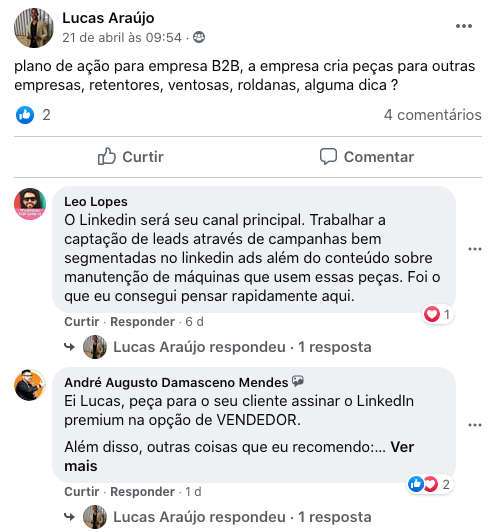 Lucas Araújo
21 de abril às 09:54 ·
plano de ação para empresa B2B, a empresa cria peças para outras
empresas, retentores, ventosas, roldanas, alguma dica ?
2
4 comentários
Curtir
Comentar
Leo Lopes
O Linkedin será seu canal principal. Trabalhar a
captação de leads através de campanhas bem
segmentadas no linkedin ads além do conteúdo sobre
manutenção de máquinas que usem essas peças. Foi o
que eu consegui pensar rapidamente aqui.
1
Curtir · Responder · 6 d
Lucas Araújo respondeu · 1 resposta
André Augusto Damasceno Mendes
Ei Lucas, peça para o seu cliente assinar o LinkedIn
premium na opção de VENDEDOR.
Além disso, outras coisas que eu recomendo:... Ver
mais
2
Curtir · Responder · 1 d
Lucas Araújo respondeu · 1 resposta